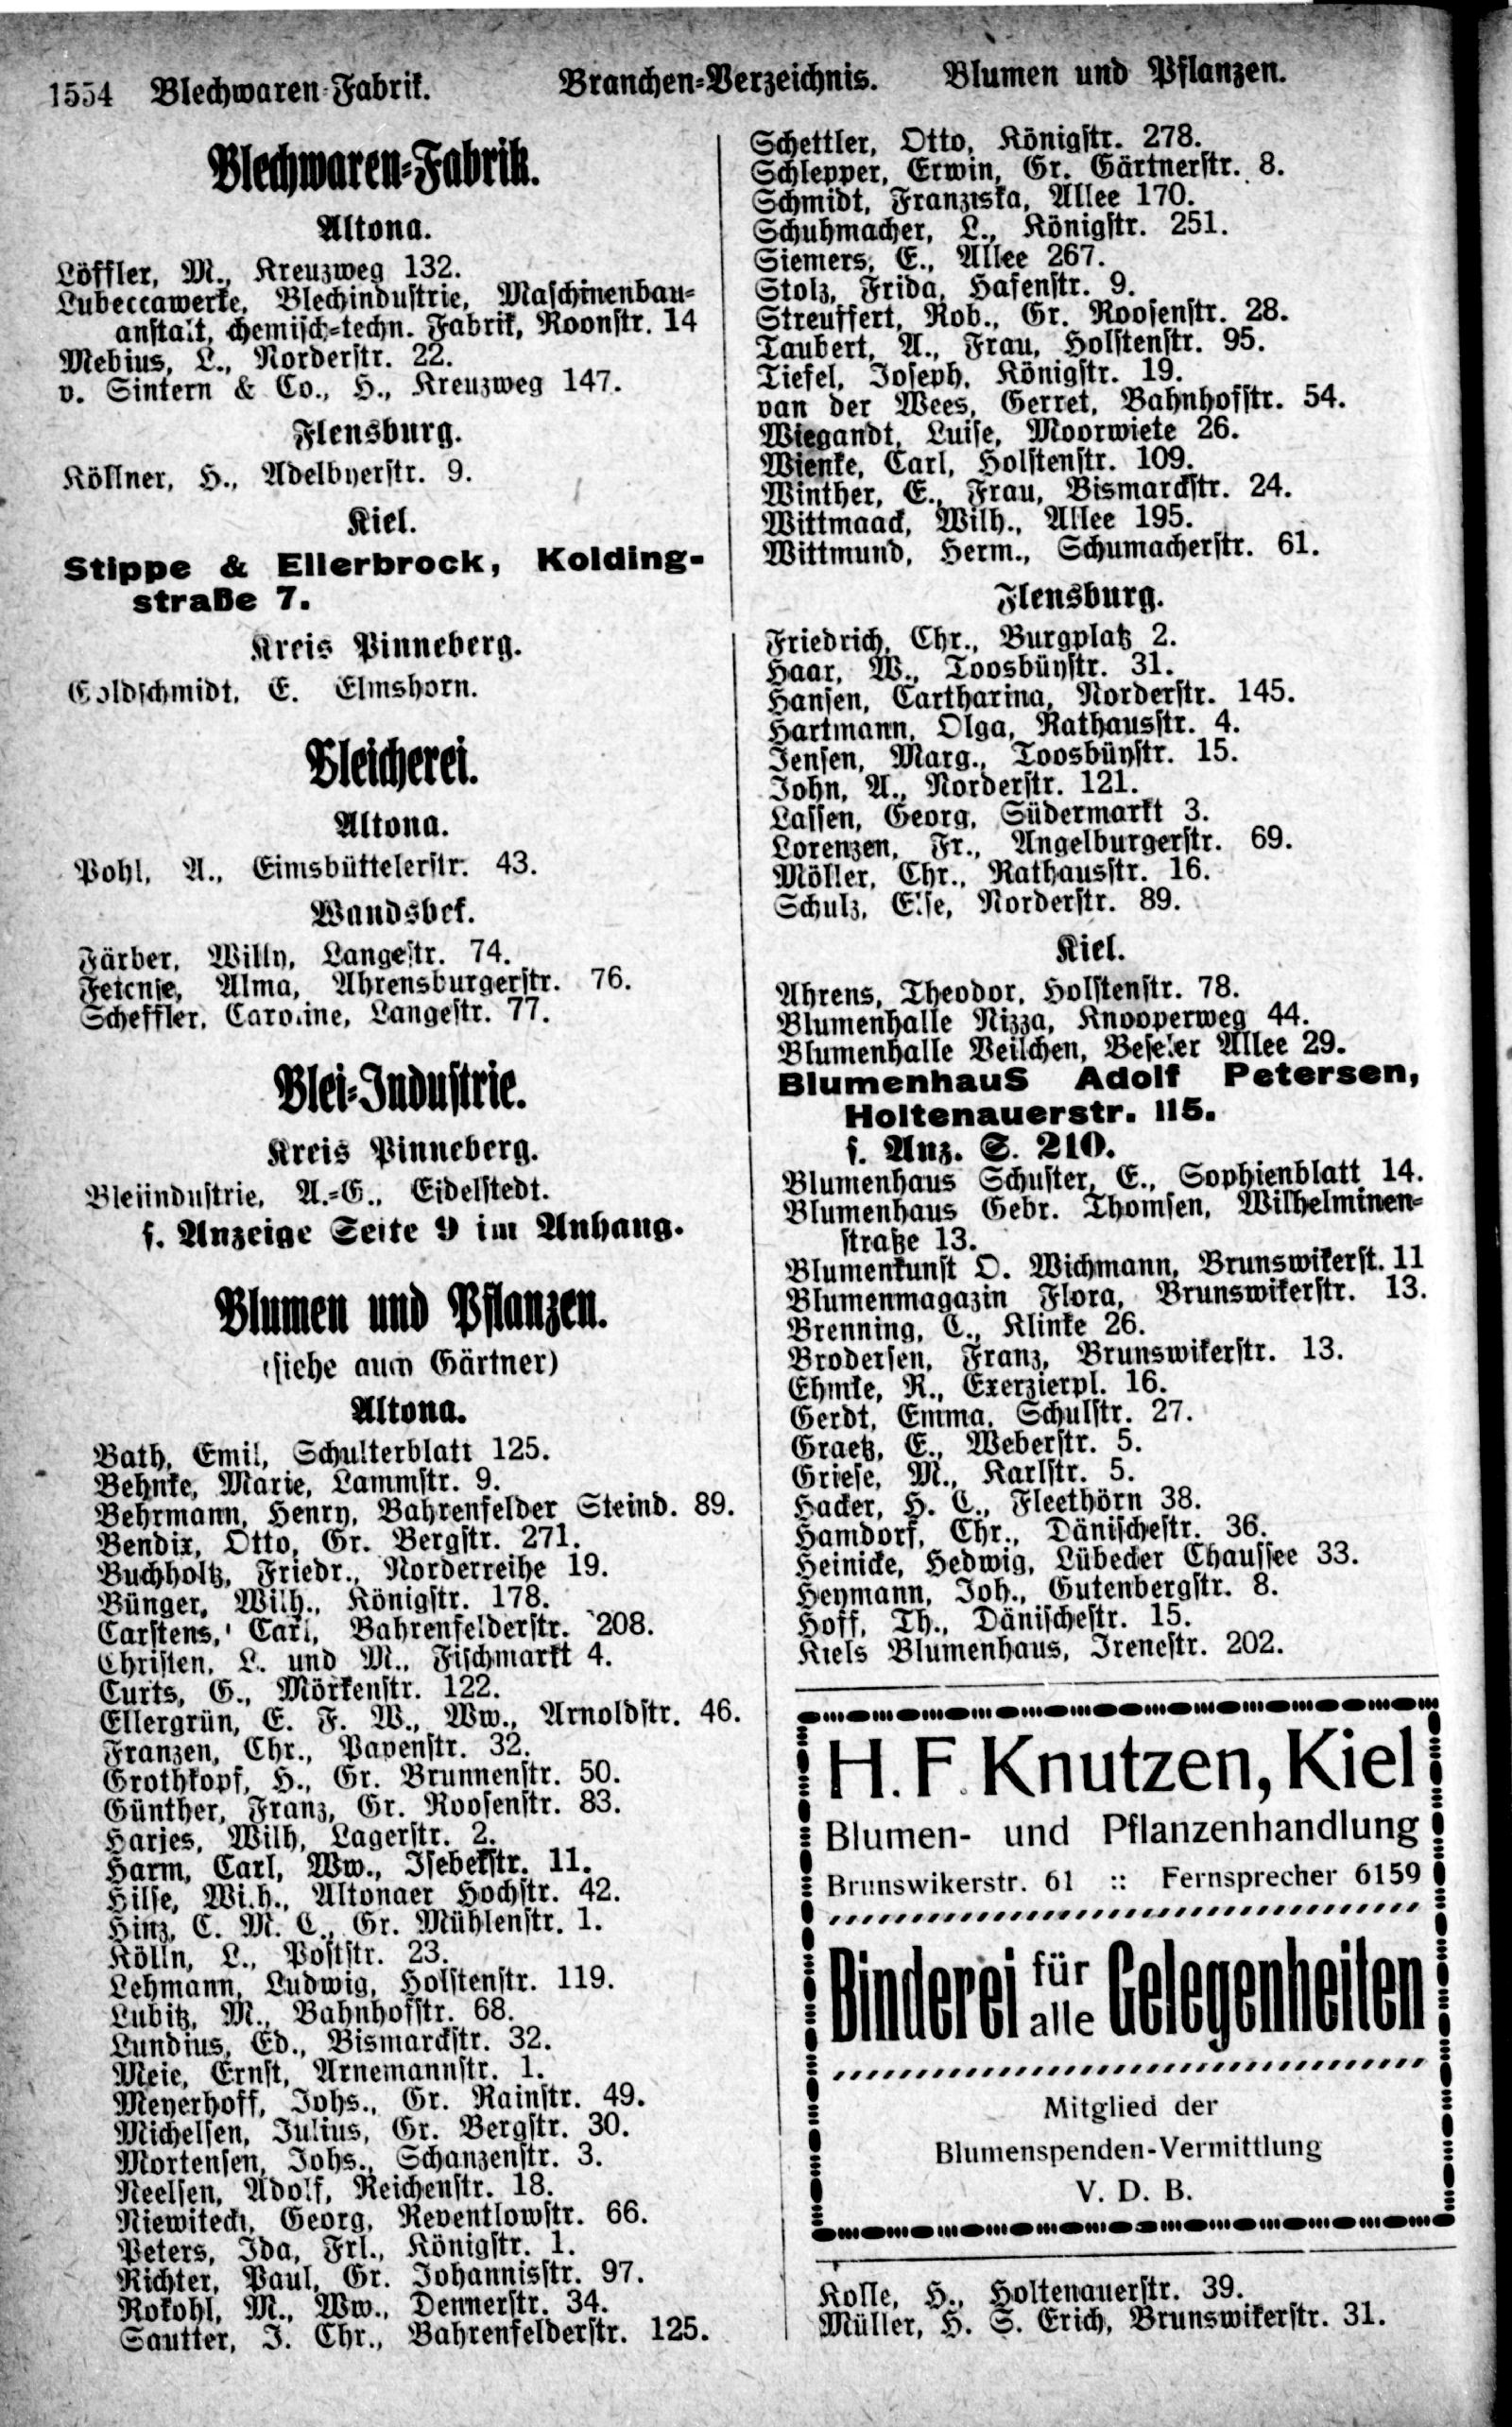 1554 Blechwaren-Fabrik. Branchen-Verzeichnis. Blumen und Pflanzen.
Blechwaren-Fabrik.
Altona.
Löffler, M., Kreuzweg 132.
Lubeccawerke, Blechindustrie, Maschinenbau-
anstalt, chemisch-techn. Fabrik, Roonstr. 14
Mebius, L., Norderstr. 22.
v. Sintern & Co., H., Kreuzweg 147.
Flensburg.
Köllner, H., Adelbyerstr. 9.
Kiel.
Stippe & Ellerbrock, Kolding-
straße 7.
Kreis Pinneberg.
Goldschmidt, E. Elmshorn.
Bleicherei.
Altona.
Pohl, A., Eimsbüttelerstr. 43.
Wandsbek.
Färber, Willy, Langestr. 74.
Alma, Ahrensburgerstr. 76.
Scheffler, Caroline, Langestr. 77.
Blei-Industrie.
Kreis Pinneberg.
Bleiindustrie, A.-G., Eidelstedt.
s. Anzeige Seite 9 im Anhang.
Blumen und Pflanzen.
(siehe auch Gärtner)
Altona.
Bath, Emil, Schulterblatt 125.
Behnke, Marie, Lammstr. 9.
Behrmann, Henry, Bahrenfelder Steind. 89.
Bendix, Otto, Gr. Bergstr. 271.
Buchholtz, Friedr., Norderreihe 19.
Bünger, Wilh., Königstr. 178.
Carstens, Carl, Bahrenfelderstr. 208.
Christen, L. und M., Fischmarkt 4.
Curts, G., Mörkenstr. 122.
Ellergrün, E. F. W., Ww., Arnoldstr. 46.
Franzen, Chr., Papenstr. 32.
Grothkopf, H., Gr. Brunnenstr. 50.
Günther, Franz, Gr. Roosenstr. 83.
Harjes, Wilh, Lagerstr. 2.
Harm, Carl, Ww., Isebekstr. 11.
Hilse, Wilh., Altonaer Hochstr. 42.
Hinz, C. M. C., Gr. Mühlenstr. 1.
Kölln, L., Poststr. 23.
Lehmann, Ludwig, Holstenstr. 119.
Lubitz, M., Bahnhofstr. 68.
Lundius, Ed., Bismarckstr. 32.
Meie, Ernst, Arnemannstr. 1.
Meyerhoff, Johs., Gr. Rainstr. 49.
Michelsen, Julius, Gr. Bergstr. 30.
Mortensen, Johs., Schanzenstr. 3.
Neelsen, Adolf, Reichenstr. 18.
Niewiteck, Georg, Reventlowstr. 66.
Peters, Ida, Frl., Königstr. 1.
Richter, Paul, Gr. Johannisstr. 97.
Rokohl, M., Ww., Dennerstr. 34.
Sautter, J. Chr., Bahrenfelderstr. 125.
Schettler, Otto, Königstr. 278.
Schlepper, Erwin, Gr. Gärtnerstr. 8.
Schmidt, Franziska, Allee 170.
Schuhmacher, L., Königstr. 251.
Siemers, E., Allee 267.
Stolz, Frida, Hafenstr. 9.
Streuffert, Rob., Gr. Roosenstr. 28.
Taubert, A., Frau, Holstenstr. 95.
Tiefel, Joseph, Königstr. 19.
van der Wees, Gerret, Bahnhofstr. 54.
Wiegandt, Luise, Moorwiete 26.
Wienke, Carl, Holstenstr. 109.
Winther, E., Frau, Bismarckstr. 24.
Wittmaack, Wilh., Allee 195.
Wittmund, Herm., Schumacherstr. 61.
Flensburg.
Friedrich, Chr., Burgplatz 2.
Haar, W., Toosbüystr. 31.
Hansen, Cartharina, Norderstr. 145.
Hartmann, Olga, Rathausstr. 4.
Jensen, Marg., Toosbüystr. 15.
John, A., Norderstr. 121.
Lassen, Georg, Südermarkt 3.
Lorenzen, Fr., Angelburgerstr. 69.
Möller, Chr., Rathausstr. 16.
Schulz, Else, Norderstr. 89.
Kiel.
Ahrens, Theodor, Holstenstr. 78.
Blumenhalle Nizza, Knooperweg 44.
Blumenhalle Veilchen, Beseler Allee 29.
BlumenhauS Adolf Petersen,
Holtenauerstr. 115.
s. Anz. S. 210.
Blumenhaus Schuster, E., Sophienblatt 14.
Blumenhaus Gebr. Thomsen, Wilhelminen-
straße 13.
Blumenkunst O. Wichmann, Brunswikerst. 11
Blumenmagazin Flora, Brunswikerstr. 13.
Brenning, C., Klinke 26.
Brodersen, Franz, Brunswikerstr. 13.
Ehmke, R., Exerzierpl. 16.
Gerdt, Emma, Schulstr. 27.
Graetz, E., Weberstr. 5.
Griese, M., Karlstr. 5.
Hacker, H. C., Fleethörn 38.
Hamdorf, Chr., Dänischestr. 36.
Heinicke, Hedwig, Lübecker Chaussee 33.
Heymann, Joh., Gutenbergstr. 8.
Hoff, Th., Dänischestr. 15.
Kiels Blumenhaus, Irenestr. 202.
H. F. Knutzen, Kiel
Blumen- und Pflanzenhandlung
Brunswikerstr. 61 :: Fernsprecher 6159
Binderei für alle Gelegenheiten
Mitglied der
Blumenspenden-Vermittlung
V. D. B.
Kolle, H., Holtenauerstr. 39.
Müller, H. S. Erich, Brunswikerstr. 31.